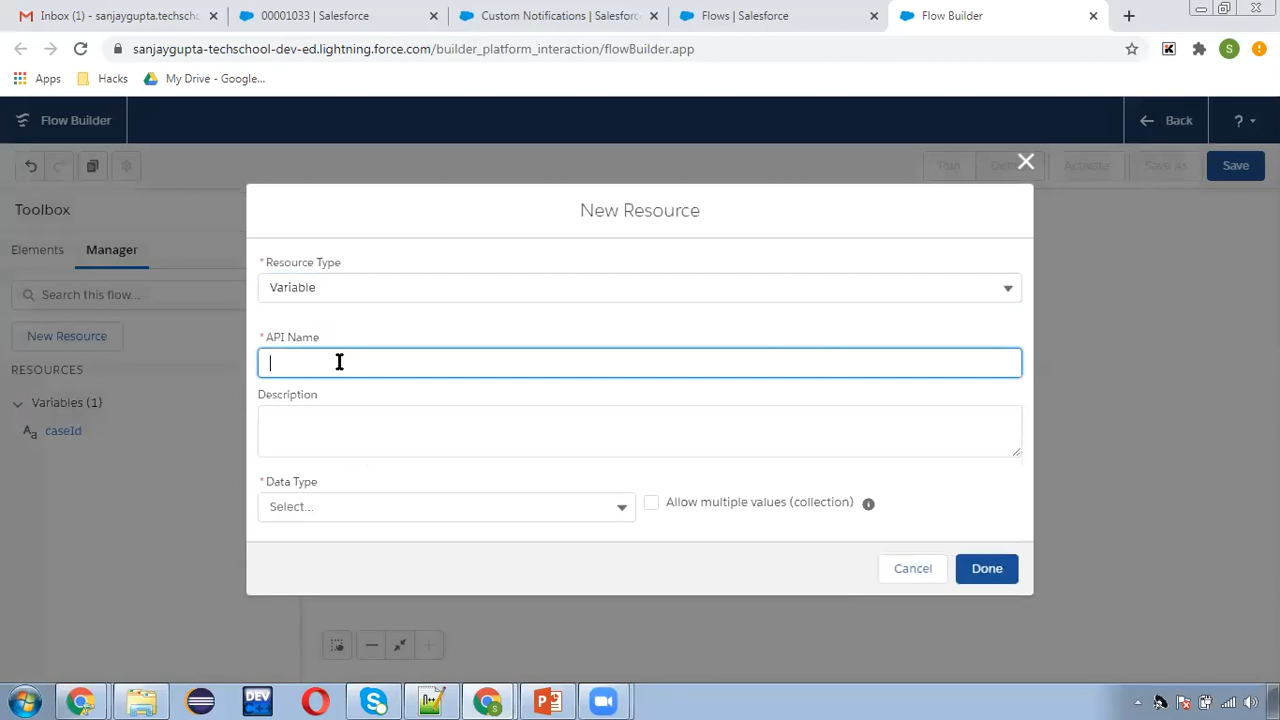 Inbox (1) - sanjaygupta.techscho
00001033 | Salesforce
Custom Notifications | Salesforc
Flows | Salesforce
Flow Builder
sanjaygupta-techschool-dev-ed.lightning.force.com/builder_platform_interaction/flowBuilder.app
S
Apps
Hacks
My Drive - Google...
Flow Builder
Back
?
Run
Activate
Save As
Save
Toolbox
Elements
Manager
Search this flow...
New Resource
RESOURCES
Variables (1)
Aa caseId
New Resource
*Resource Type
Variable
*API Name
Description
*Data Type
Select...
Allow multiple values (collection)
Cancel
Done
DEV
C++